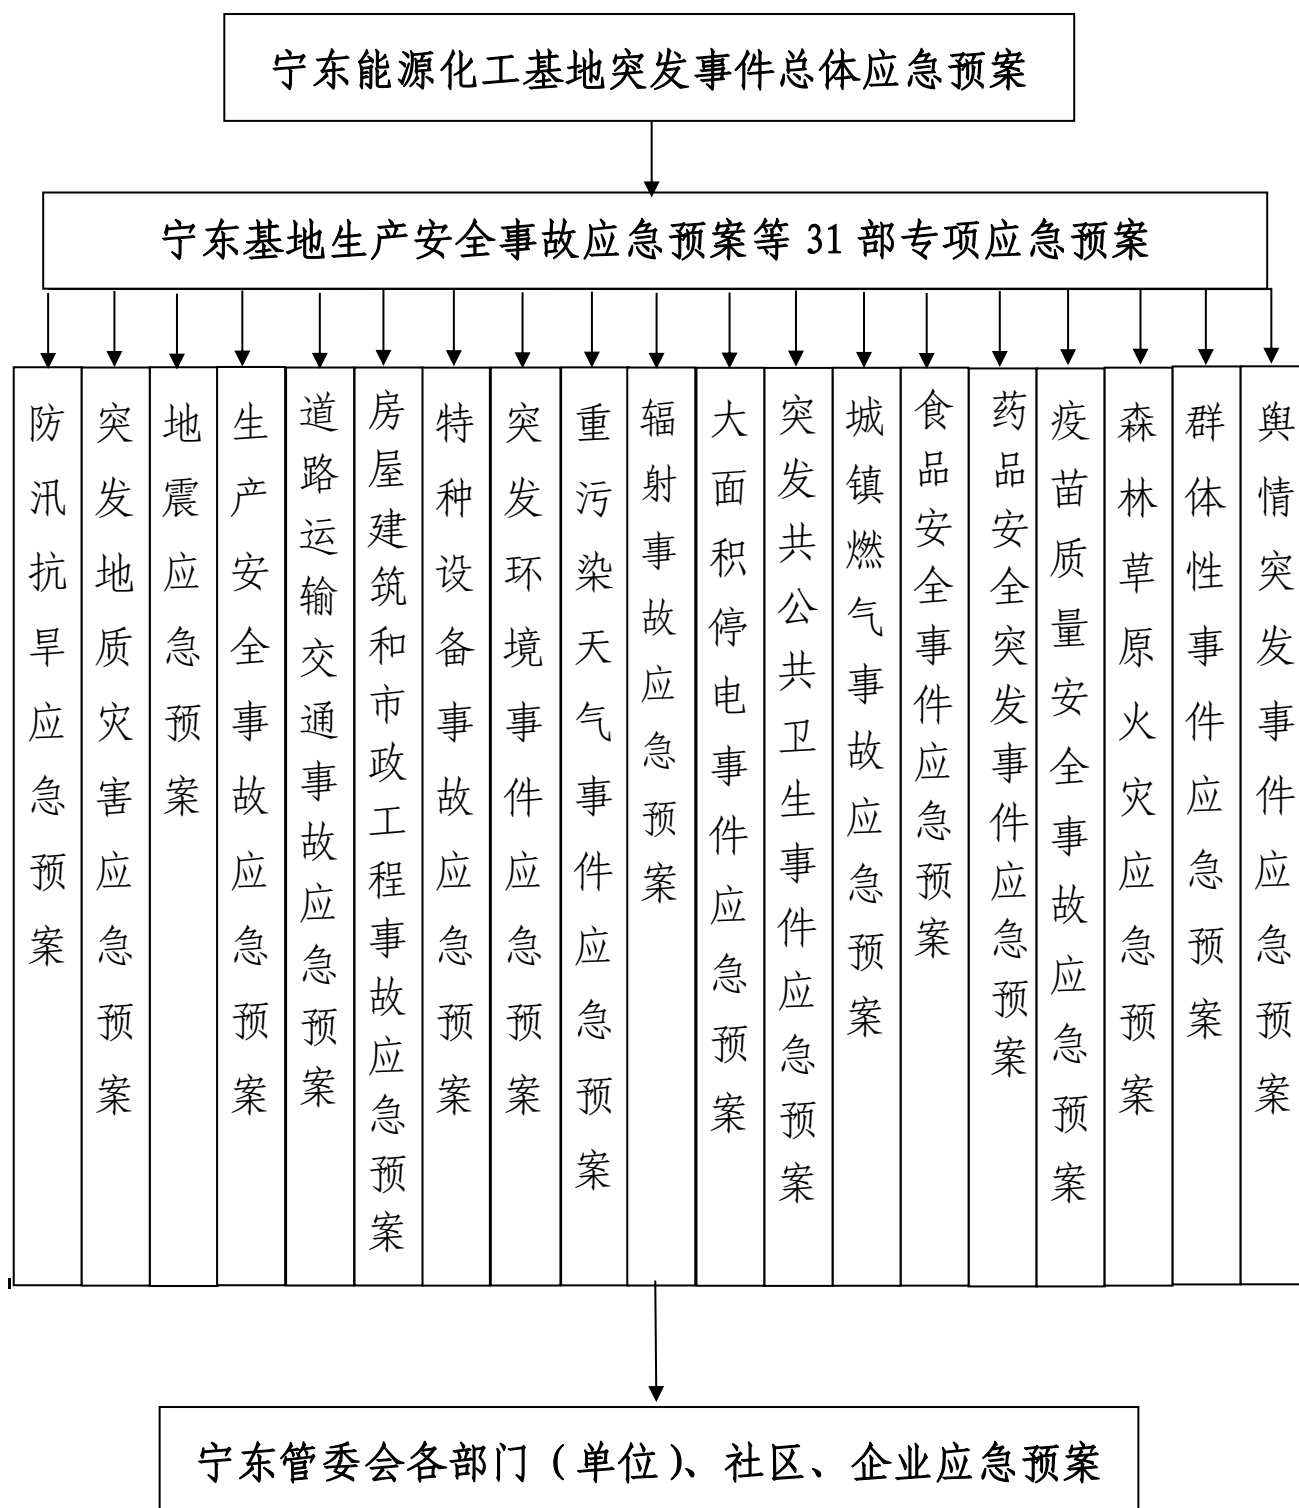 宁东能源化工基地突发事件总体应急预案
宁东基地生产安全事故应急预案等 31 部专项应急预案
防汛抗旱应急预案
突发地质灾害应急预案
地震应急预案
生产安全事故应急预案
道路运输交通事故应急预案
房屋建筑和市政工程事故应急预案
特种设备事故应急预案
突发环境事件应急预案
重污染天气事件应急预案
辐射事故应急预案
大面积停电事件应急预案
突发共公共卫生事件应急预案
城镇燃气事故应急预案
食品安全事件应急预案
药品安全突发事件应急预案
疫苗质量安全事故应急预案
森林草原火灾应急预案
群体性事件应急预案
舆情突发事件应急预案
宁东管委会各部门（单位）、社区、企业应急预案